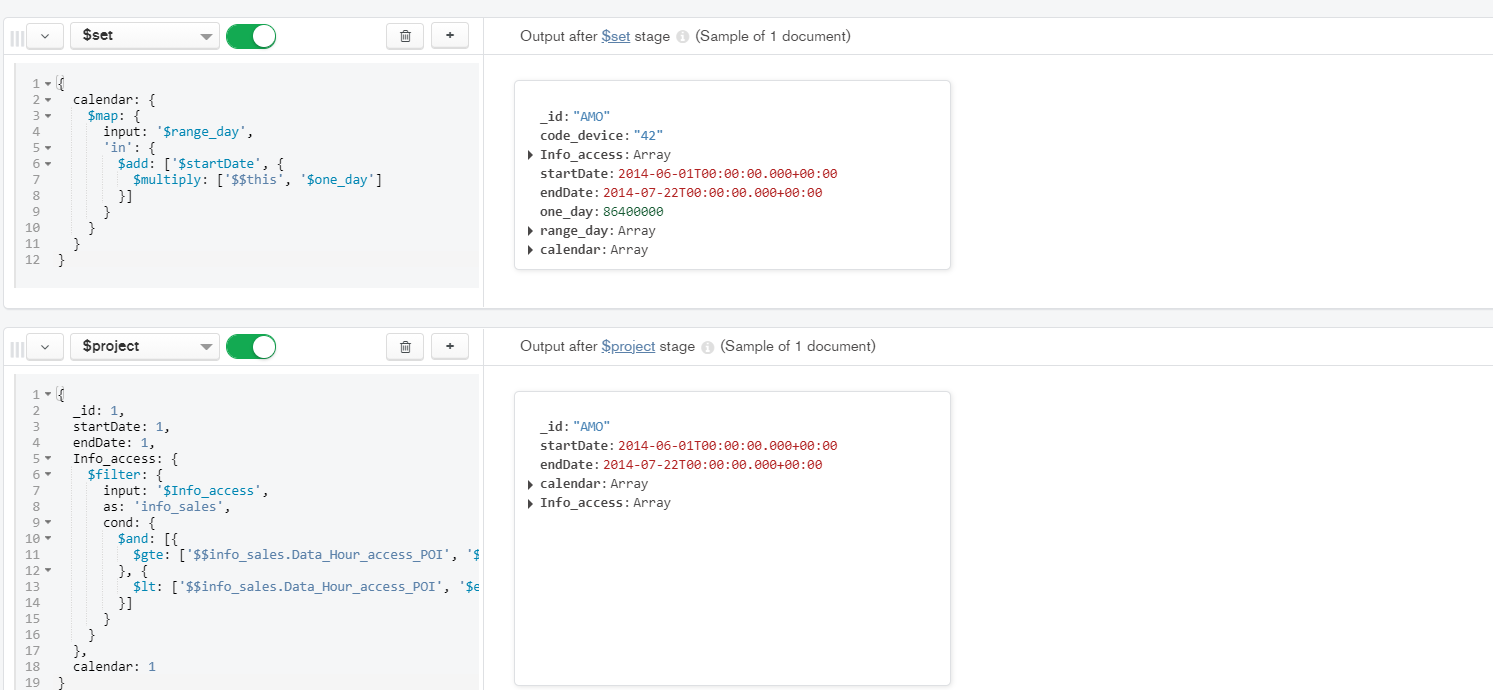 $set
Output after $set stage (Sample of 1 document)
1 {
2 calendar: {
3 $map: {
4 input: '$range_day',
5 'in': {
6 $add: ['$startDate', {
7 $multiply: ['$$this', '$one_day']
8 }]
9 }
10 }
11 }
12 }
_id: "AMO"
code_device: "42"
Info_access: Array
startDate: 2014-06-01T00:00:00.000+00:00
endDate: 2014-07-22T00:00:00.000+00:00
one_day: 86400000
range_day: Array
calendar: Array
$project
Output after $project stage (Sample of 1 document)
1 {
2 _id: 1,
3 startDate: 1,
4 endDate: 1,
5 Info_access: {
6 $filter: {
7 input: '$Info_access',
8 as: 'info_sales',
9 cond: {
10 $and: [{
11 $gte: ['$$info_sales.Data_Hour_access_POI', '$
12 }, {
13 $lt: ['$$info_sales.Data_Hour_access_POI', '$e
14 }]
15 }
16 }
17 },
18 calendar: 1
19 }
_id: "AMO"
startDate: 2014-06-01T00:00:00.000+00:00
endDate: 2014-07-22T00:00:00.000+00:00
calendar: Array
Info_access: Array